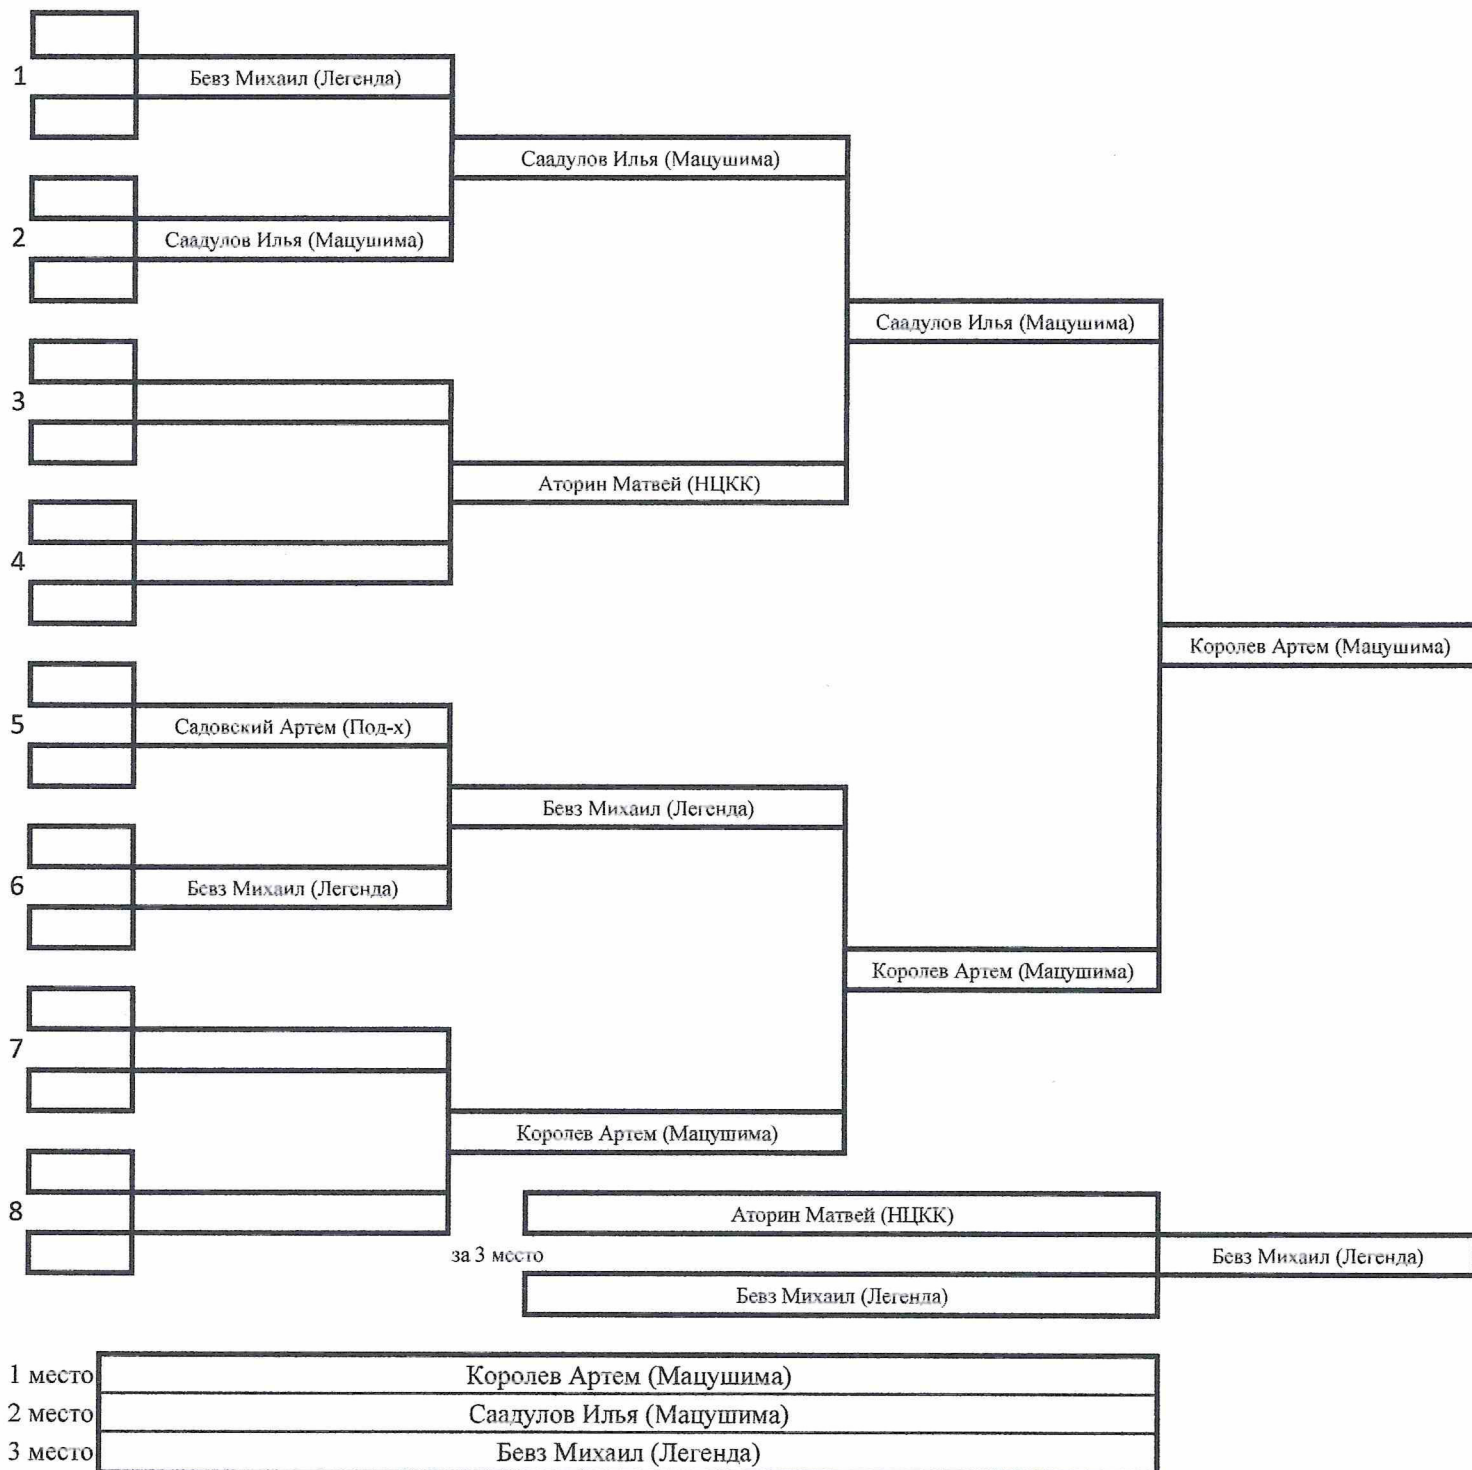 1
Бевз Михаил (Легенда)
Саадулов Илья (Мацушима)
2
Саадулов Илья (Мацушима)
Саадулов Илья (Мацушима)
3
Аторин Матвей (НЦКК)
4
Королев Артем (Мацушима)
5
Садовский Артем (Под-х)
Бевз Михаил (Легенда)
6
Бевз Михаил (Легенда)
Королев Артем (Мацушима)
7
Королев Артем (Мацушима)
8
Аторин Матвей (НЦКК)
за 3 место
Бевз Михаил (Легенда)
Бевз Михаил (Легенда)
1 место Королев Артем (Мацушима)
2 место Саадулов Илья (Мацушима)
3 место Бевз Михаил (Легенда)